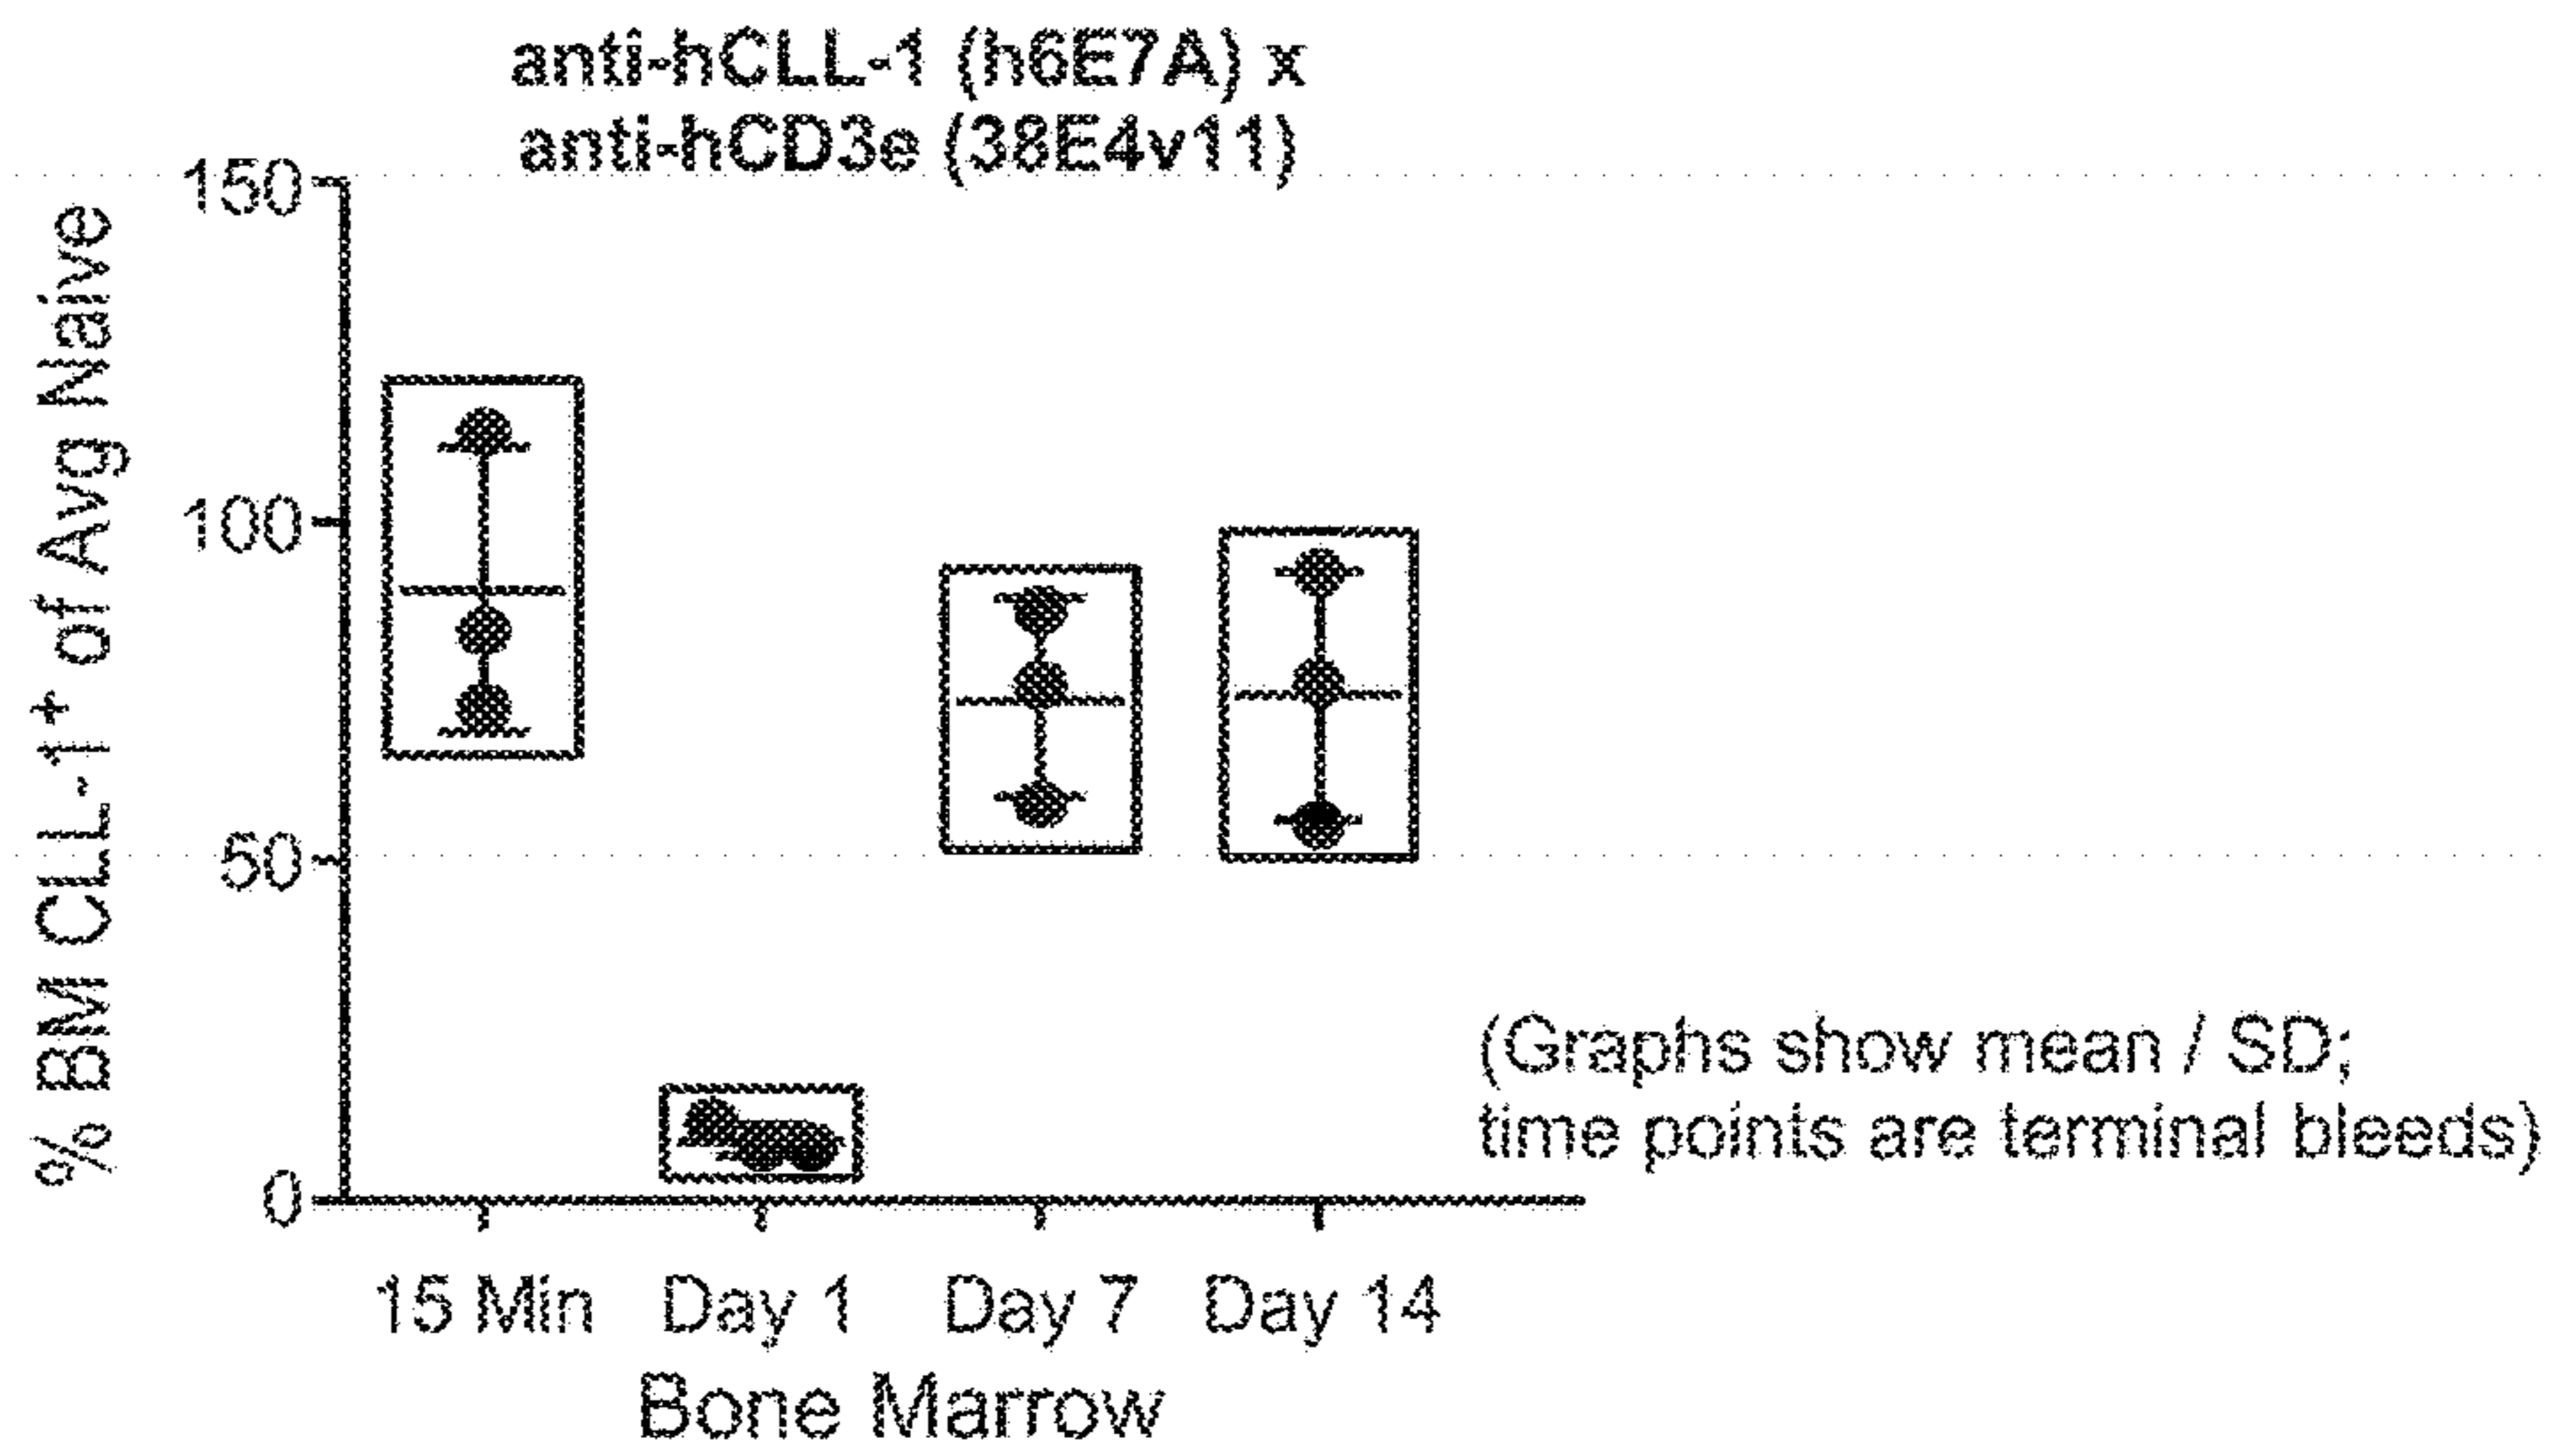 anti-hCLL-1 (h6E7A) x
anti-hCD3e (38E4v11)
% BM CLL-1⁺ of Avg Naive
150
100
50
0
15 Min Day 1 Day 7 Day 14
Bone Marrow
(Graphs show mean / SD;
time points are terminal bleeds)